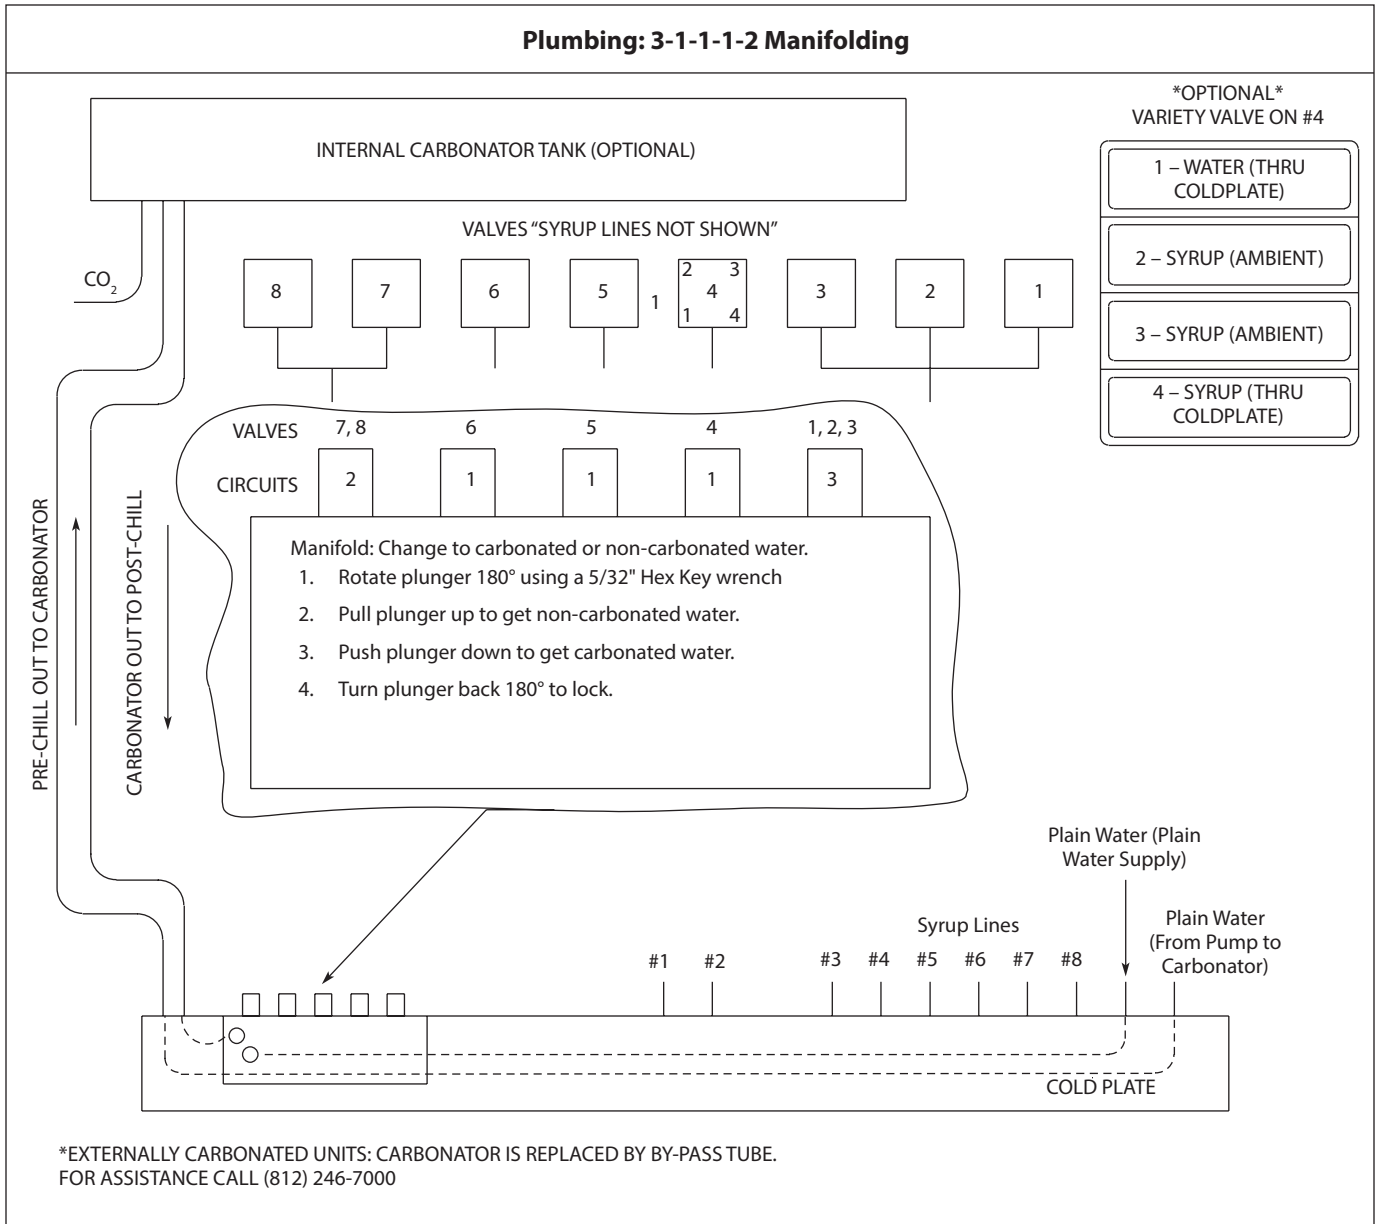 Plumbing: 3-1-1-1-2 Manifolding
INTERNAL CARBONATOR TANK (OPTIONAL)
*OPTIONAL*
VARIETY VALVE ON #4
1 – WATER (THRU
COLDPLATE)
2 – SYRUP (AMBIENT)
3 – SYRUP (AMBIENT)
4 – SYRUP (THRU
COLDPLATE)
CO2
VALVES "SYRUP LINES NOT SHOWN"
8 7 6 5 1 2 3 4 1 4 3 2 1
VALVES 7, 8 6 5 4 1, 2, 3
CIRCUITS 2 1 1 1 3
Manifold: Change to carbonated or non-carbonated water.
1. Rotate plunger 180° using a 5/32" Hex Key wrench
2. Pull plunger up to get non-carbonated water.
3. Push plunger down to get carbonated water.
4. Turn plunger back 180° to lock.
PRE-CHILL OUT TO CARBONATOR
CARBONATOR OUT TO POST-CHILL
Plain Water (Plain
Water Supply)
Plain Water
(From Pump to
Carbonator)
Syrup Lines
#1 #2 #3 #4 #5 #6 #7 #8
COLD PLATE
*EXTERNALLY CARBONATED UNITS: CARBONATOR IS REPLACED BY BY-PASS TUBE.
FOR ASSISTANCE CALL (812) 246-7000